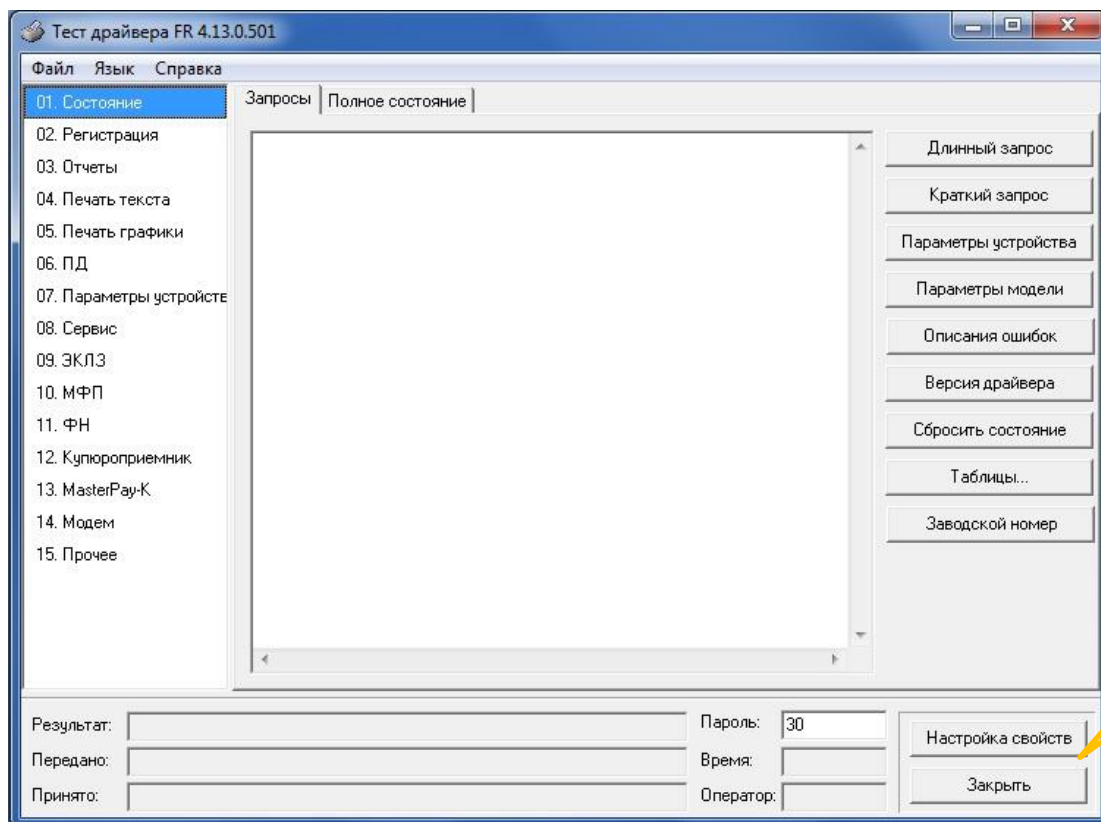 Тест драйвера FR 4.13.0.501
Файл Язык Справка
01. Состояние
02. Регистрация
03. Отчеты
04. Печать текста
05. Печать графики
06. ПД
07. Параметры устройств
08. Сервис
09. ЭКЛЗ
10. МФП
11. ФН
12. Купюроприемник
13. MasterPay-K
14. Модем
15. Прочее
Запросы Полное состояние
Длинный запрос
Краткий запрос
Параметры устройства
Параметры модели
Описания ошибок
Версия драйвера
Сбросить состояние
Таблицы...
Заводской номер
Результат:
Передано:
Принято:
Пароль: 30
Время:
Оператор:
Настройка свойств
Закрыть